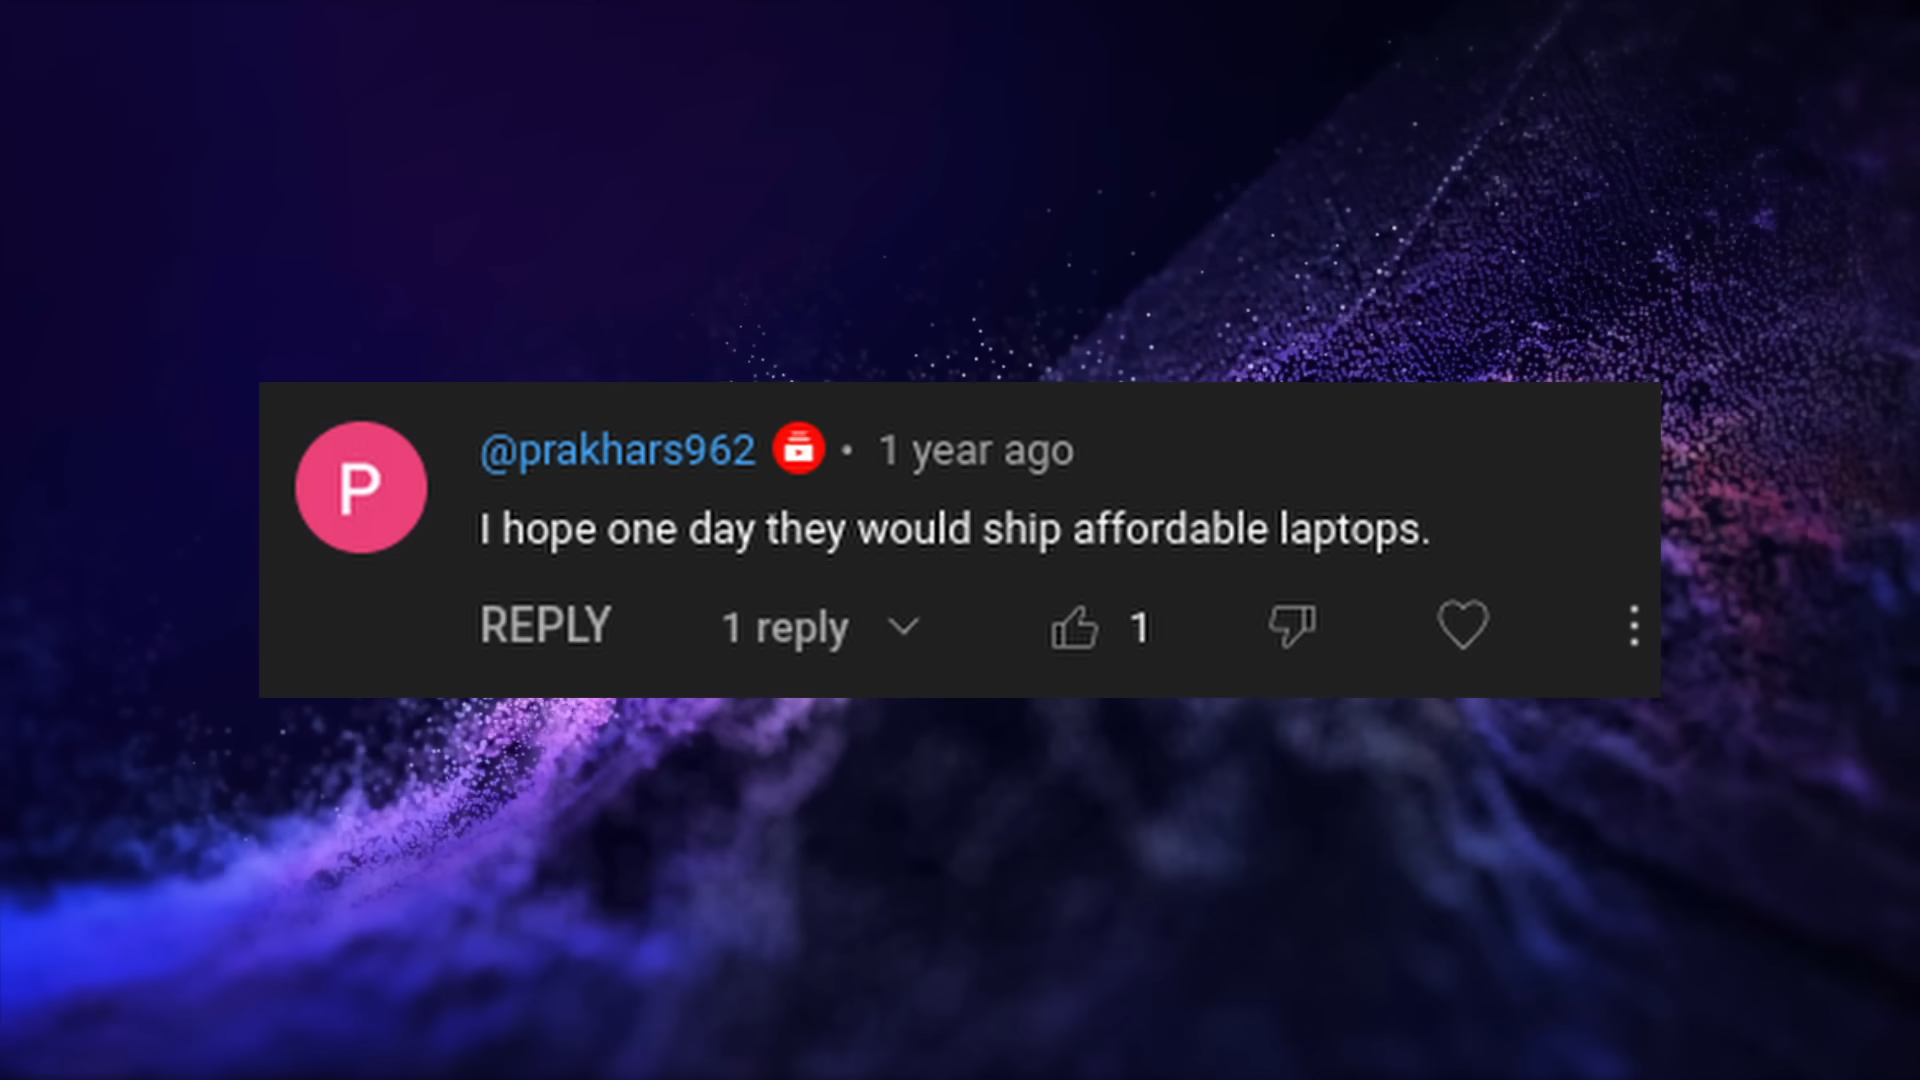 P
@prakhars962 • 1 year ago
I hope one day they would ship affordable laptops.
REPLY 1 reply 1